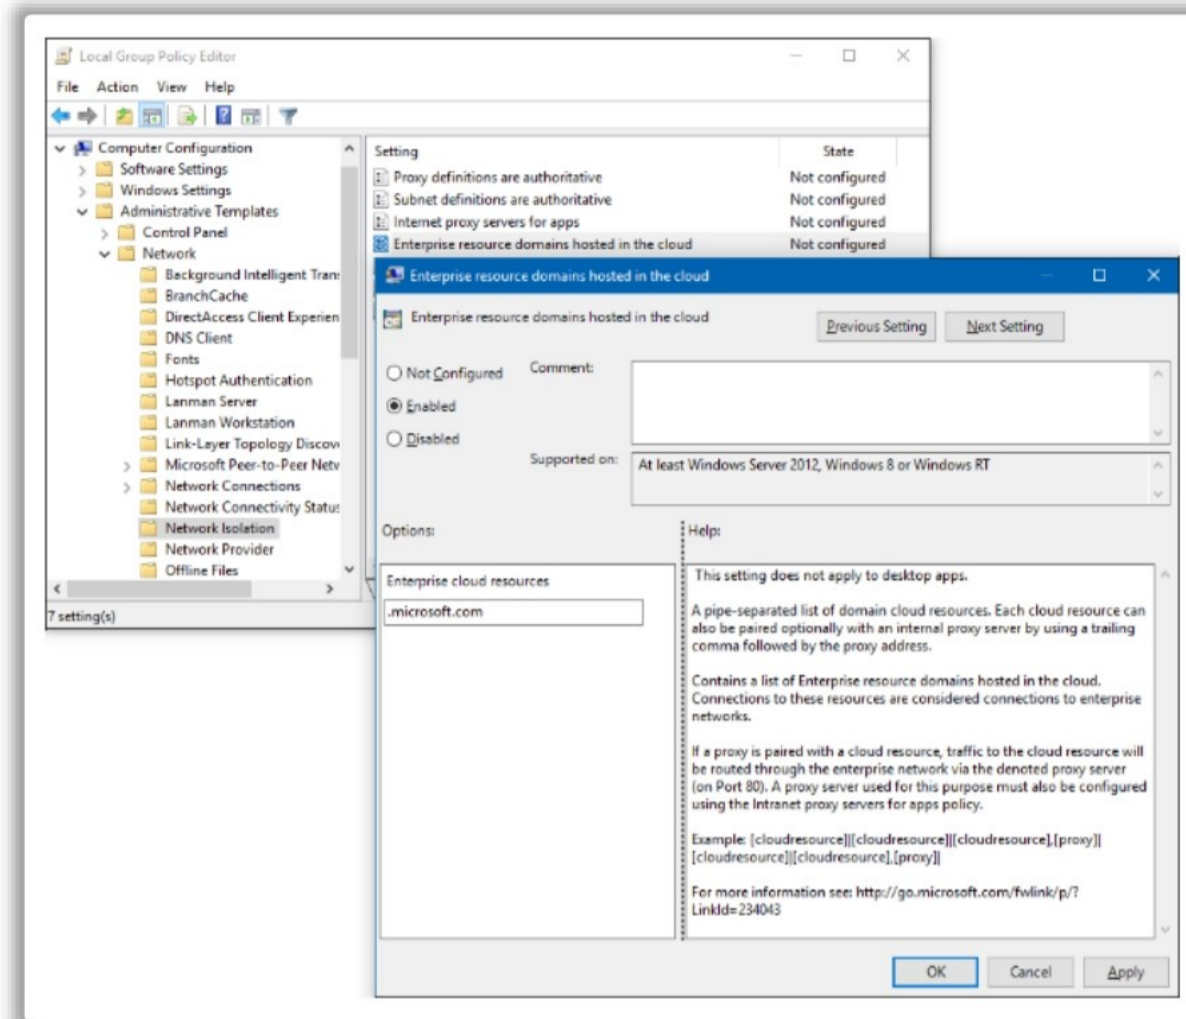 Local Group Policy Editor
File Action View Help
Computer Configuration
Software Settings
Windows Settings
Administrative Templates
Control Panel
Network
Background Intelligent Trans
BranchCache
DirectAccess Client Experien
DNS Client
Fonts
Hotspot Authentication
Lanman Server
Lanman Workstation
Link-Layer Topology Discov
Microsoft Peer-to-Peer Netv
Network Connections
Network Connectivity Status
Network Isolation
Network Provider
Offline Files
7 setting(s)
Setting State
Proxy definitions are authoritative Not configured
Subnet definitions are authoritative Not configured
Internet proxy servers for apps Not configured
Enterprise resource domains hosted in the cloud Not configured
Enterprise resource domains hosted in the cloud
Enterprise resource domains hosted in the cloud
Previous Setting Next Setting
Not Configured
Enabled
Disabled
Comment:
Supported on:
At least Windows Server 2012, Windows 8 or Windows RT
Options:
Enterprise cloud resources
.microsoft.com
Help:
This setting does not apply to desktop apps.
A pipe-separated list of domain cloud resources. Each cloud resource can
also be paired optionally with an internal proxy server by using a trailing
comma followed by the proxy address.
Contains a list of Enterprise resource domains hosted in the cloud.
Connections to these resources are considered connections to enterprise
networks.
If a proxy is paired with a cloud resource, traffic to the cloud resource will
be routed through the enterprise network via the denoted proxy server
(on Port 80). A proxy server used for this purpose must also be configured
using the Intranet proxy servers for apps policy.
Example: [cloudresource]|[cloudresource]|[cloudresource],[proxy]|
[cloudresource]|[cloudresource],[proxy]|
For more information see: http://go.microsoft.com/fwlink/p/?
LinkId=234043
OK Cancel Apply